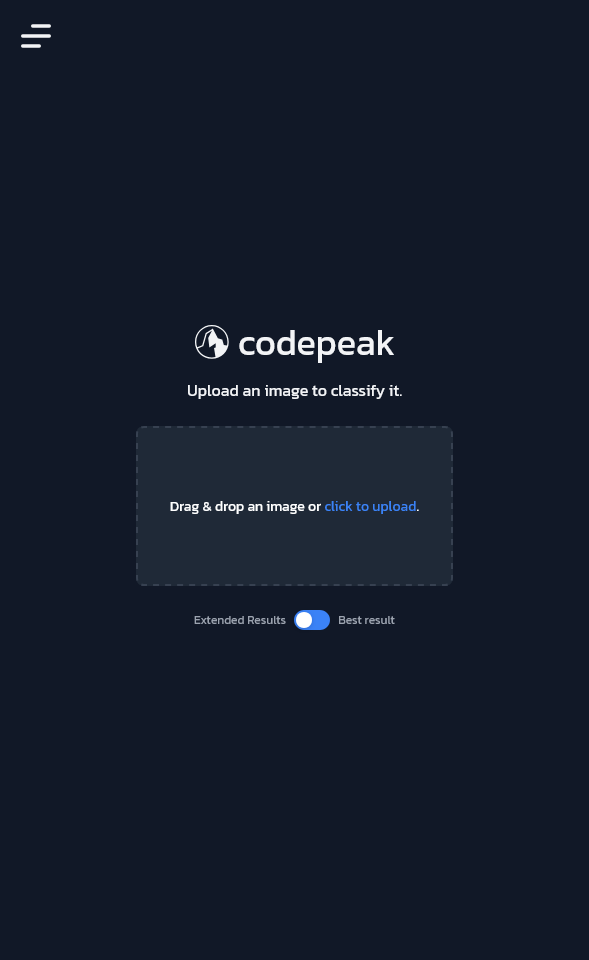 codepeak
Upload an image to classify it.
Drag & drop an image or click to upload.
Extended Results Best result